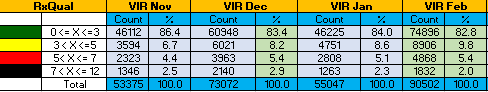 RxQual VIR Nov VIR Dec VIR Jan VIR Feb
Count % Count % Count % Count %
0 <= X <=3 46112 86.4 60948 83.4 46225 84.0 74896 82.8
3 < X <=5 3594 6.7 6021 8.2 4751 8.6 8906 9.8
5 < X <= 7 2323 4.4 3963 5.4 2808 5.1 4868 5.4
7 < X <= 12 1346 2.5 2140 2.9 1263 2.3 1832 2.0
Total 53375 100.0 73072 100.0 55047 100.0 90502 100.0